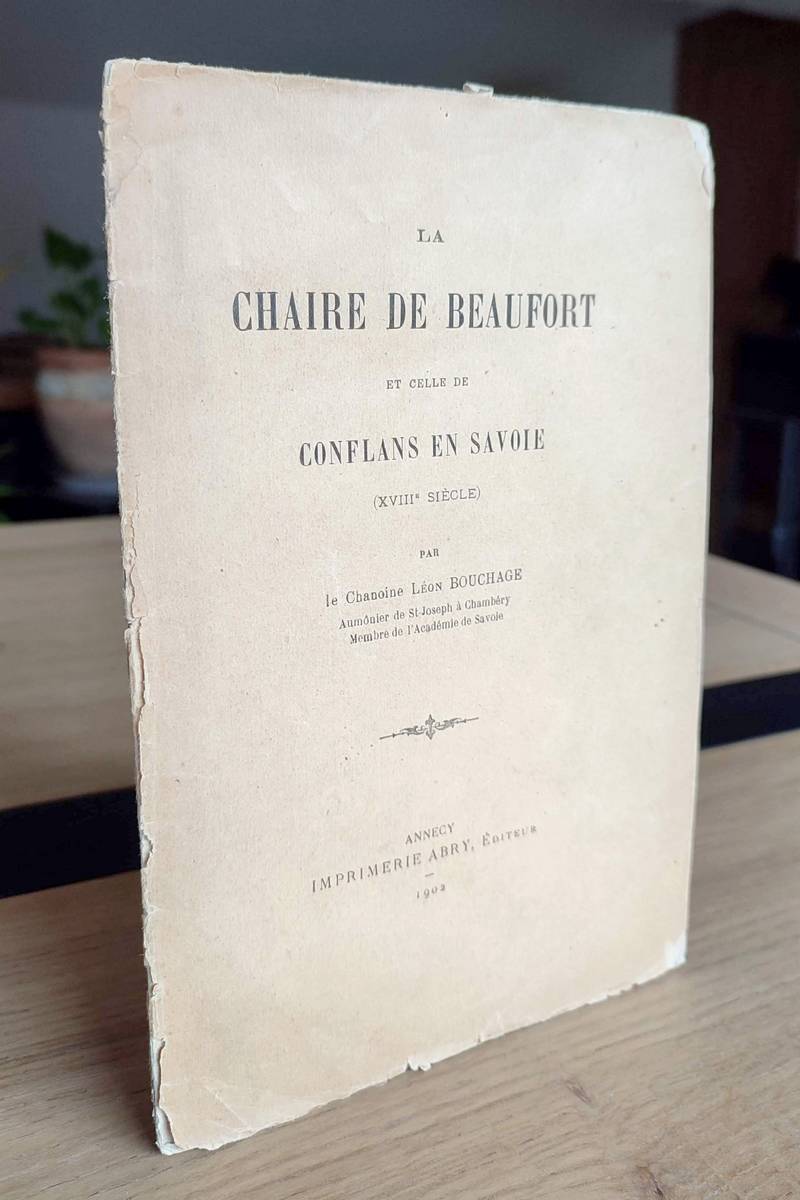 LA
CHAIRE DE BEAUFORT
ET CELLE DE
CONFLANS EN SAVOIE
(XVIIIᵉ SIÈCLE)
PAR
le Chanoine LÉON BOUCHAGE
Aumônier de St-Joseph à Chambéry
Membre de l'Académie de Savoie
ANNECY
IMPRIMERIE ABRY, ÉDITEUR
1902